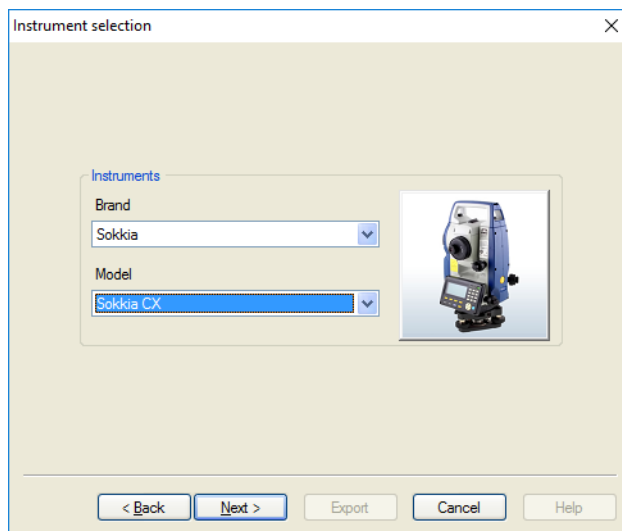 Instrument selection
Instruments
Brand
Sokkia
Model
Sokkia CX
< Back
Next >
Export
Cancel
Help